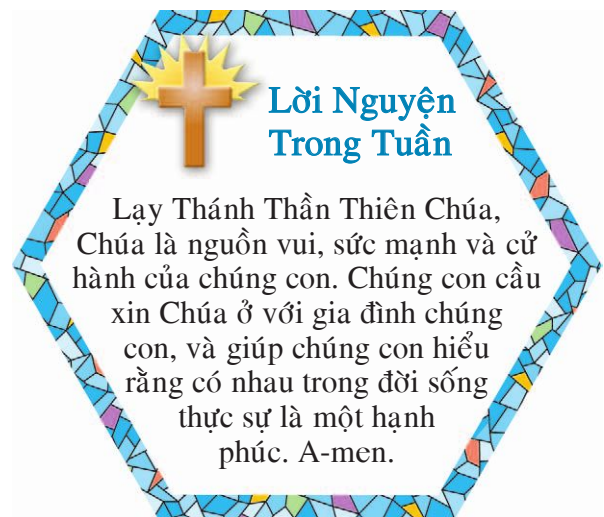 Lời Nguyện
Trong Tuần
Lạy Thánh Thần Thiên Chúa,
Chúa là nguồn vui, sức mạnh và cử
hành của chúng con. Chúng con cầu
xin Chúa ở với gia đình chúng
con, và giúp chúng con hiểu
rằng có nhau trong đời sống
thực sự là một hạnh
phúc. A-men.